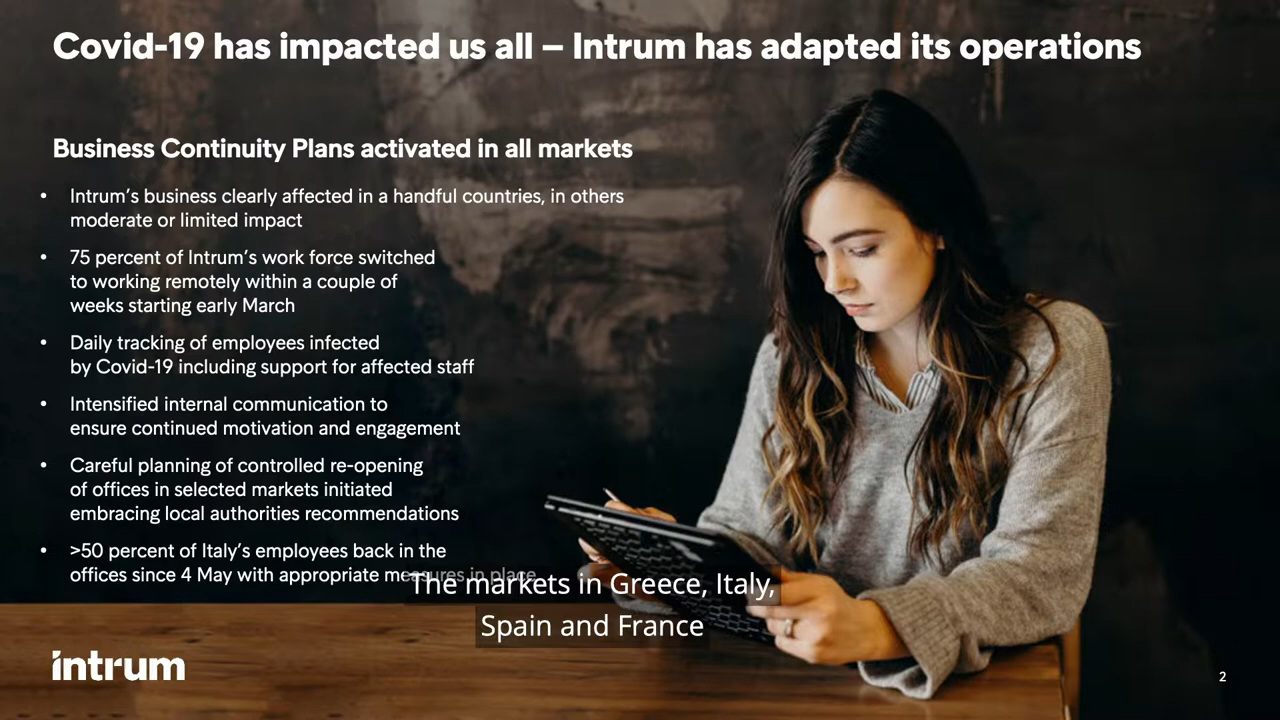 Covid-19 has impacted us all – Intrum has adapted its operations
Business Continuity Plans activated in all markets
• Intrum's business clearly affected in a handful countries, in others
moderate or limited impact
• 75 percent of Intrum's work force switched
to working remotely within a couple of
weeks starting early March
• Daily tracking of employees infected
by Covid-19 including support for affected staff
• Intensified internal communication to
ensure continued motivation and engagement
• Careful planning of controlled re-opening
of offices in selected markets initiated
embracing local authorities recommendations
• >50 percent of Italy's employees back in the
offices since 4 May with appropriate measures in place
The markets in Greece, Italy,
Spain and France
intrum
2